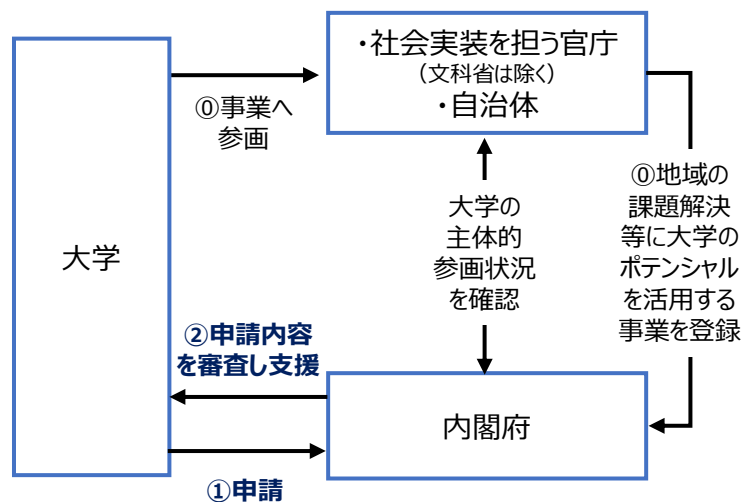 ・社会実装を担う官庁
（文科省は除く）
・自治体
⓪事業へ
参画
大学
大学の
主体的
参画状況
を確認
⓪地域の
課題解決
等に大学の
ポテンシャル
を活用する
事業を登録
②申請内容
を審査し支援
内閣府
①申請